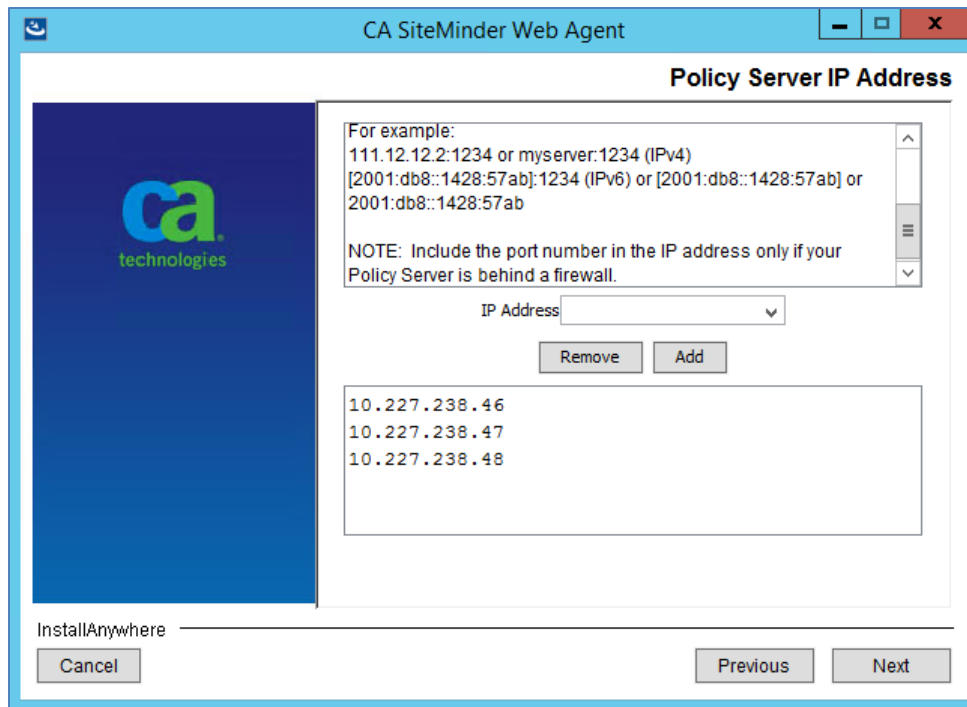 CA SiteMinder Web Agent
Policy Server IP Address
ca
technologies
For example:
111.12.12.2:1234 or myserver:1234 (IPv4)
[2001:db8::1428:57ab]:1234 (IPv6) or [2001:db8::1428:57ab] or
2001:db8::1428:57ab
NOTE:  Include the port number in the IP address only if your
Policy Server is behind a firewall.
IP Address
Remove Add
10.227.238.46
10.227.238.47
10.227.238.48
InstallAnywhere
Cancel Previous Next